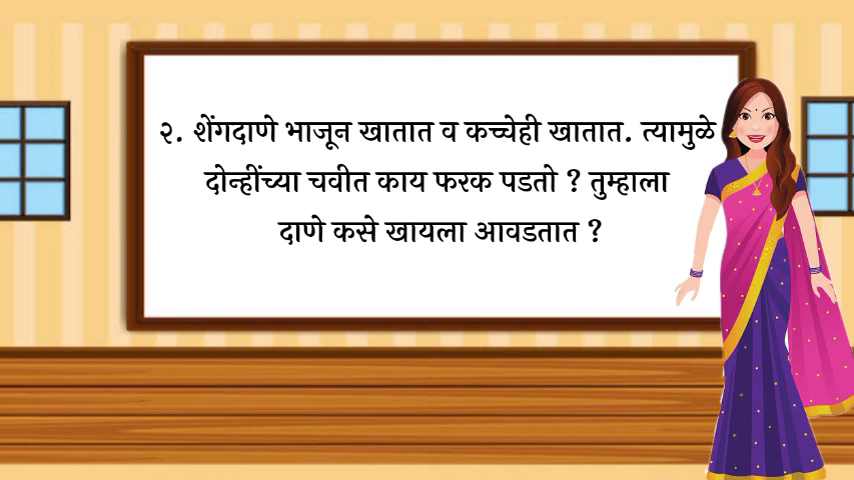 २. शेंगदाणे भाजून खातात व कच्चेही खातात. त्यामुळे
दोन्हींच्या चवीत काय फरक पडतो ? तुम्हाला
दाणे कसे खायला आवडतात ?